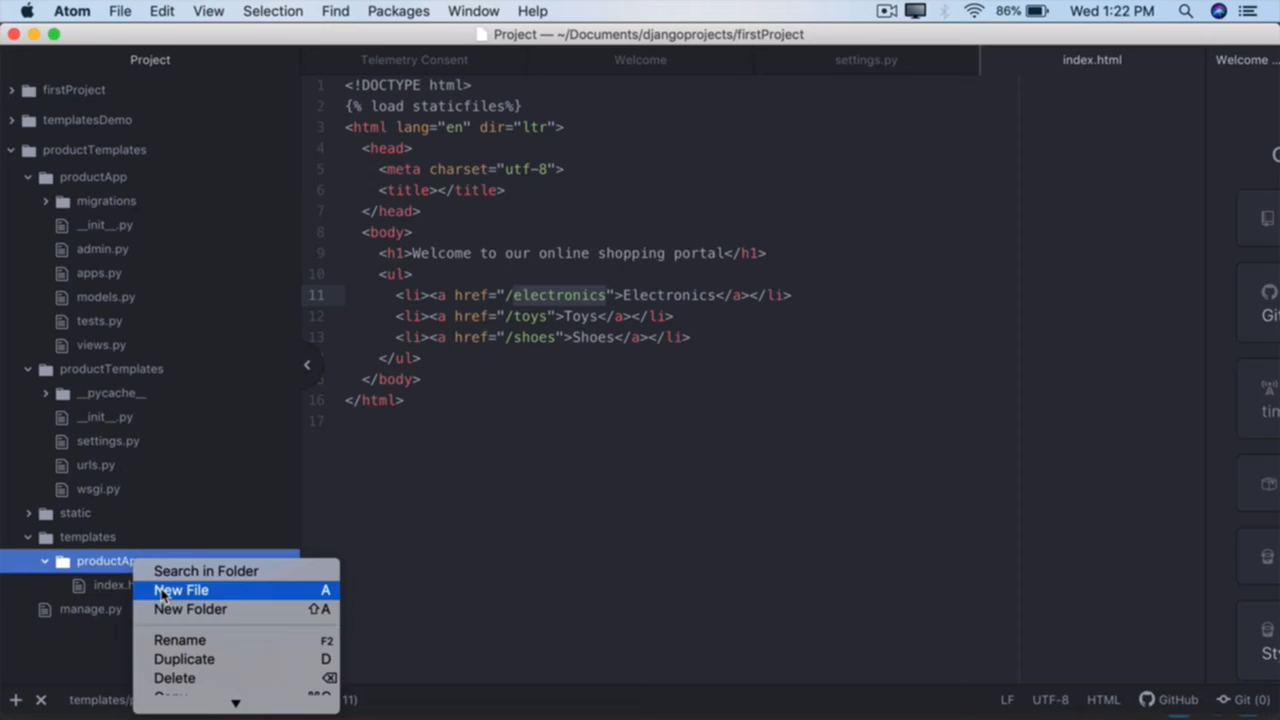 Atom File Edit View Selection Find Packages Window Help 86% Wed 1:22 PM
Project — ~/Documents/djangoprojects/firstProject
Project
Telemetry Consent
Welcome
settings.py
index.html
Welcome ...
firstProject
templatesDemo
productTemplates
productApp
migrations
__init__.py
admin.py
apps.py
models.py
tests.py
views.py
productTemplates
__pycache__
__init__.py
settings.py
urls.py
wsgi.py
static
templates
productAp
index.h
manage.py
1 <!DOCTYPE html>
2 {% load staticfiles%}
3 <html lang="en" dir="ltr">
4 <head>
5 <meta charset="utf-8">
6 <title></title>
7 </head>
8 <body>
9 <h1>Welcome to our online shopping portal</h1>
10 <ul>
11 <li><a href="/electronics">Electronics</a></li>
12 <li><a href="/toys">Toys</a></li>
13 <li><a href="/shoes">Shoes</a></li>
</ul>
</body>
16 </html>
17
Search in Folder
New File A
New Folder ⇧A
Rename F2
Duplicate D
Delete ⌫
Gi
tin
St
templates/p
11)
LF UTF-8 HTML GitHub Git (0)